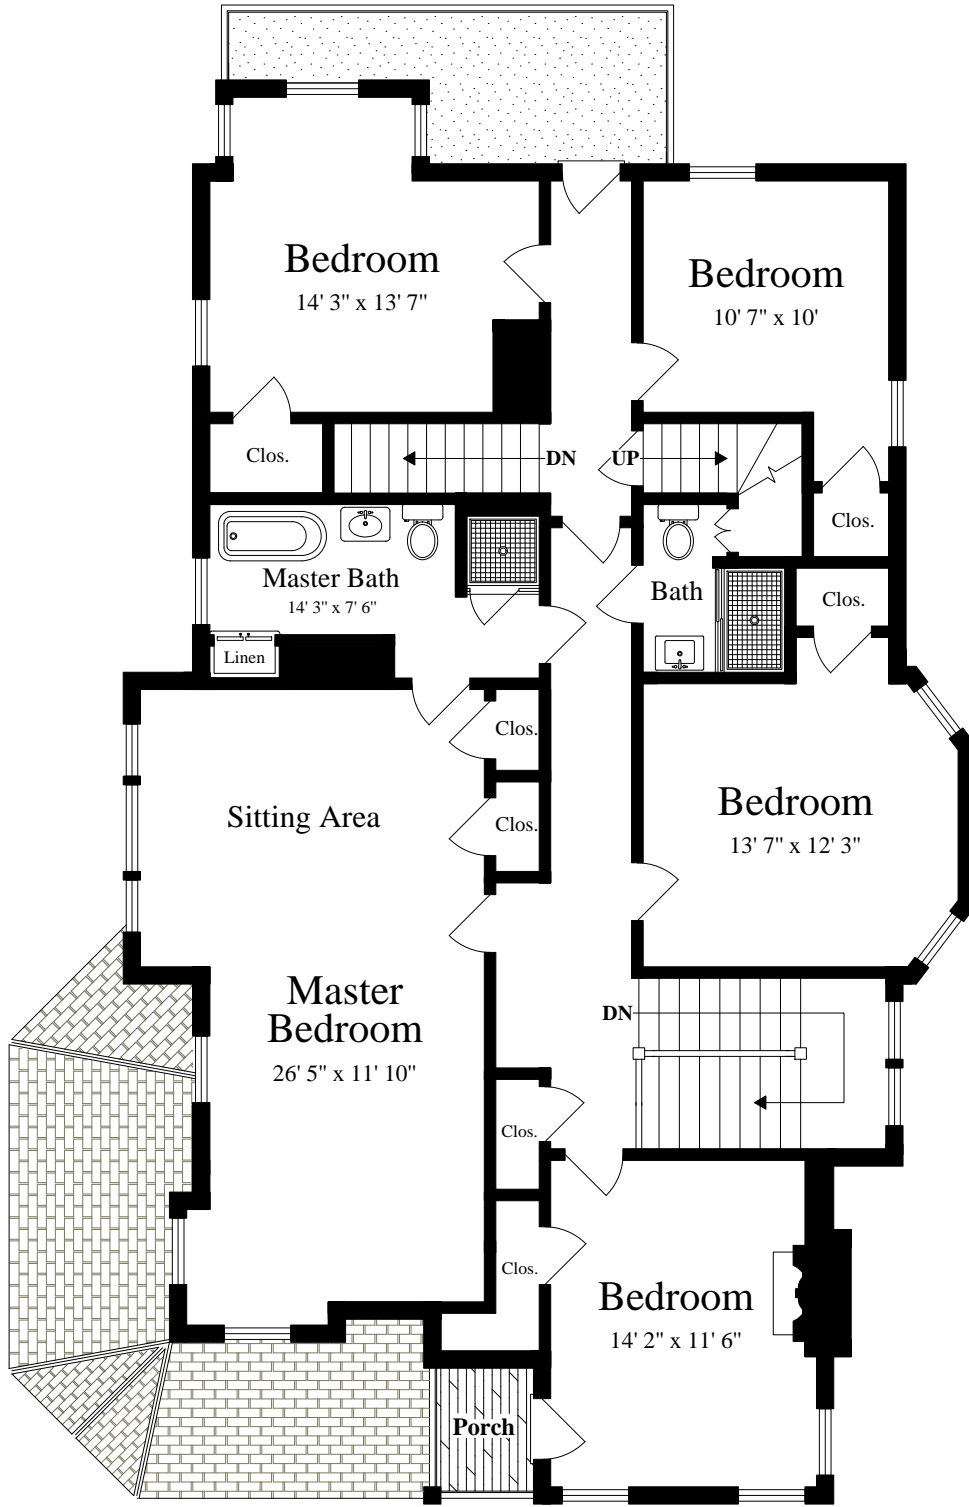 Bedroom
14' 3" x 13' 7"
Bedroom
10' 7" x 10'
Clos.
DN
UP
Clos.
Master Bath
14' 3" x 7' 6"
Bath
Clos.
Linen
Clos.
Sitting Area
Clos.
Bedroom
13' 7" x 12' 3"
Master
Bedroom
26' 5" x 11' 10"
DN
Clos.
Clos.
Bedroom
14' 2" x 11' 6"
Porch